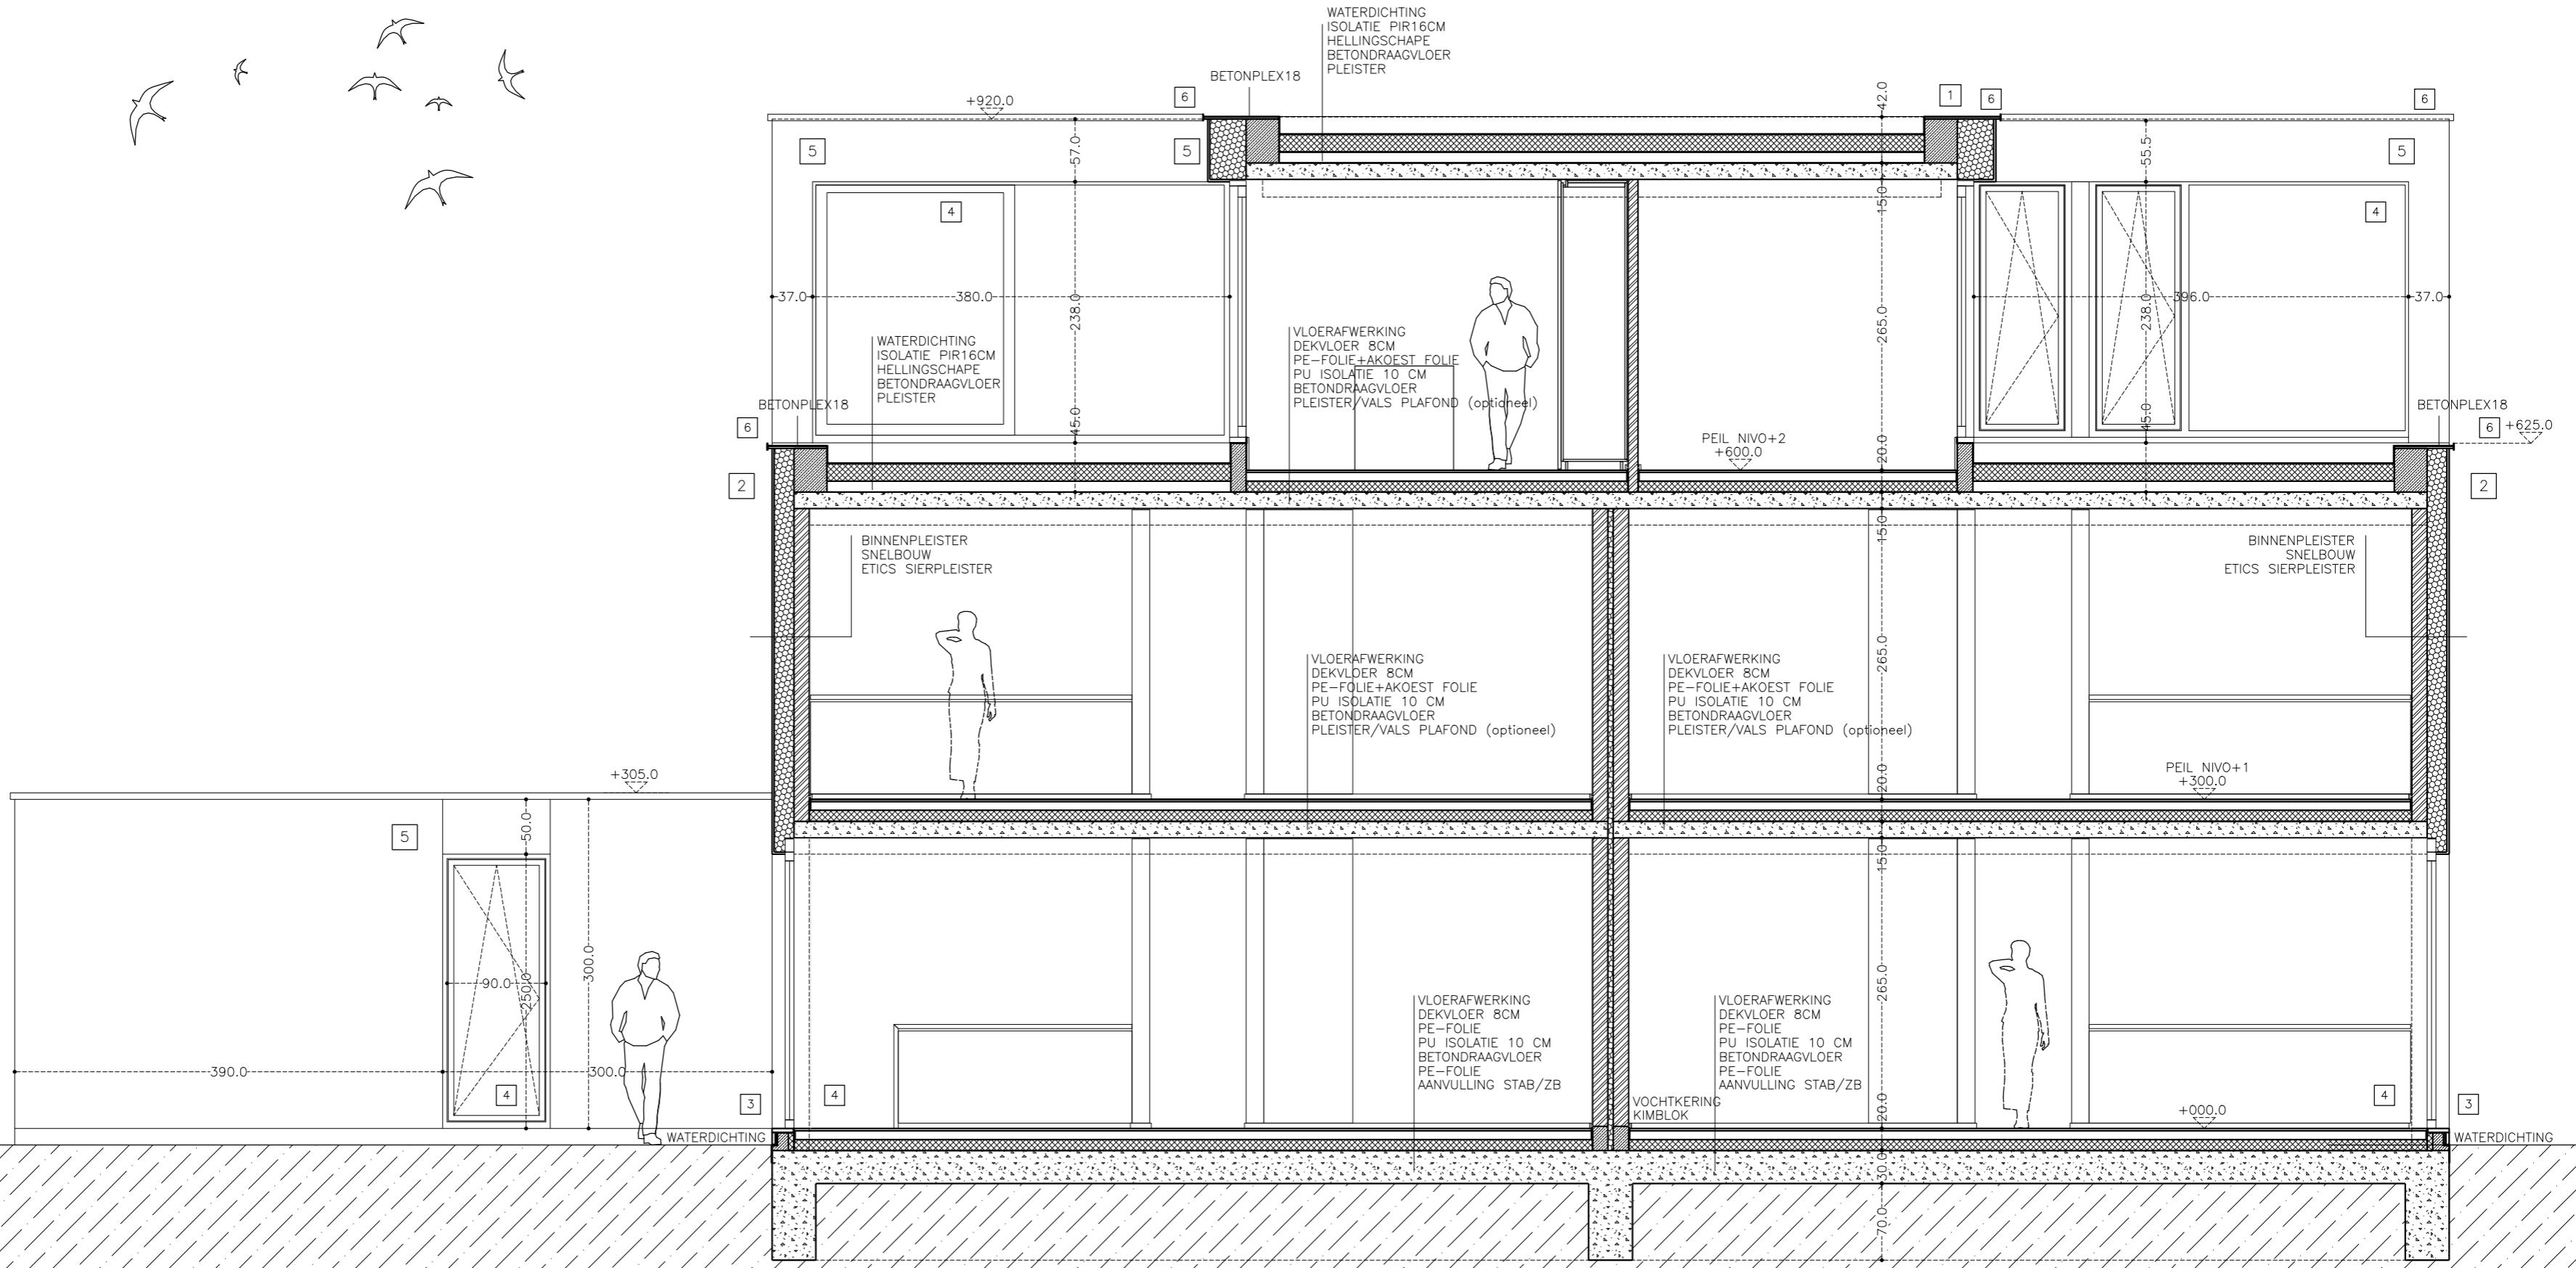 WATERDICHTING
ISOLATIE PIR16CM
HELLINGSCHAPE
BETONDRAAGVLOER
PLEISTER
BETONPLEX18
+920.0
6
1
6
6
42.0
5
57.0
5
55.5
5
4
15.0
4
37.0
380.0
238.0
265.0
396.0
238.0
37.0
WATERDICHTING
ISOLATIE PIR16CM
HELLINGSCHAPE
BETONDRAAGVLOER
PLEISTER
VLOERAFWERKING
DEKVLOER 8CM
PE-FOLIE+AKOEST FOLIE
PU ISOLATIE 10 CM
BETONDRAAGVLOER
PLEISTER/VALS PLAFOND (optioneel)
BETONPLEX18
6
45.0
PEIL NIVO+2
+600.0
20.0
45.0
BETONPLEX18
6
+625.0
2
2
15.0
BINNENPLEISTER
SNELBOUW
ETICS SIERPLEISTER
BINNENPLEISTER
SNELBOUW
ETICS SIERPLEISTER
265.0
VLOERAFWERKING
DEKVLOER 8CM
PE-FOLIE+AKOEST FOLIE
PU ISOLATIE 10 CM
BETONDRAAGVLOER
PLEISTER/VALS PLAFOND (optioneel)
VLOERAFWERKING
DEKVLOER 8CM
PE-FOLIE+AKOEST FOLIE
PU ISOLATIE 10 CM
BETONDRAAGVLOER
PLEISTER/VALS PLAFOND (optioneel)
20.0
PEIL NIVO+1
+300.0
+305.0
5
50.0
15.0
90.0
250.0
300.0
265.0
390.0
300.0
4
3
4
VLOERAFWERKING
DEKVLOER 8CM
PE-FOLIE
PU ISOLATIE 10 CM
BETONDRAAGVLOER
PE-FOLIE
AANVULLING STAB/ZB
VLOERAFWERKING
DEKVLOER 8CM
PE-FOLIE
PU ISOLATIE 10 CM
BETONDRAAGVLOER
PE-FOLIE
AANVULLING STAB/ZB
VOCHTKERING
KIMBLOK
20.0
+000.0
4
3
WATERDICHTING
WATERDICHTING
30.0
70.0